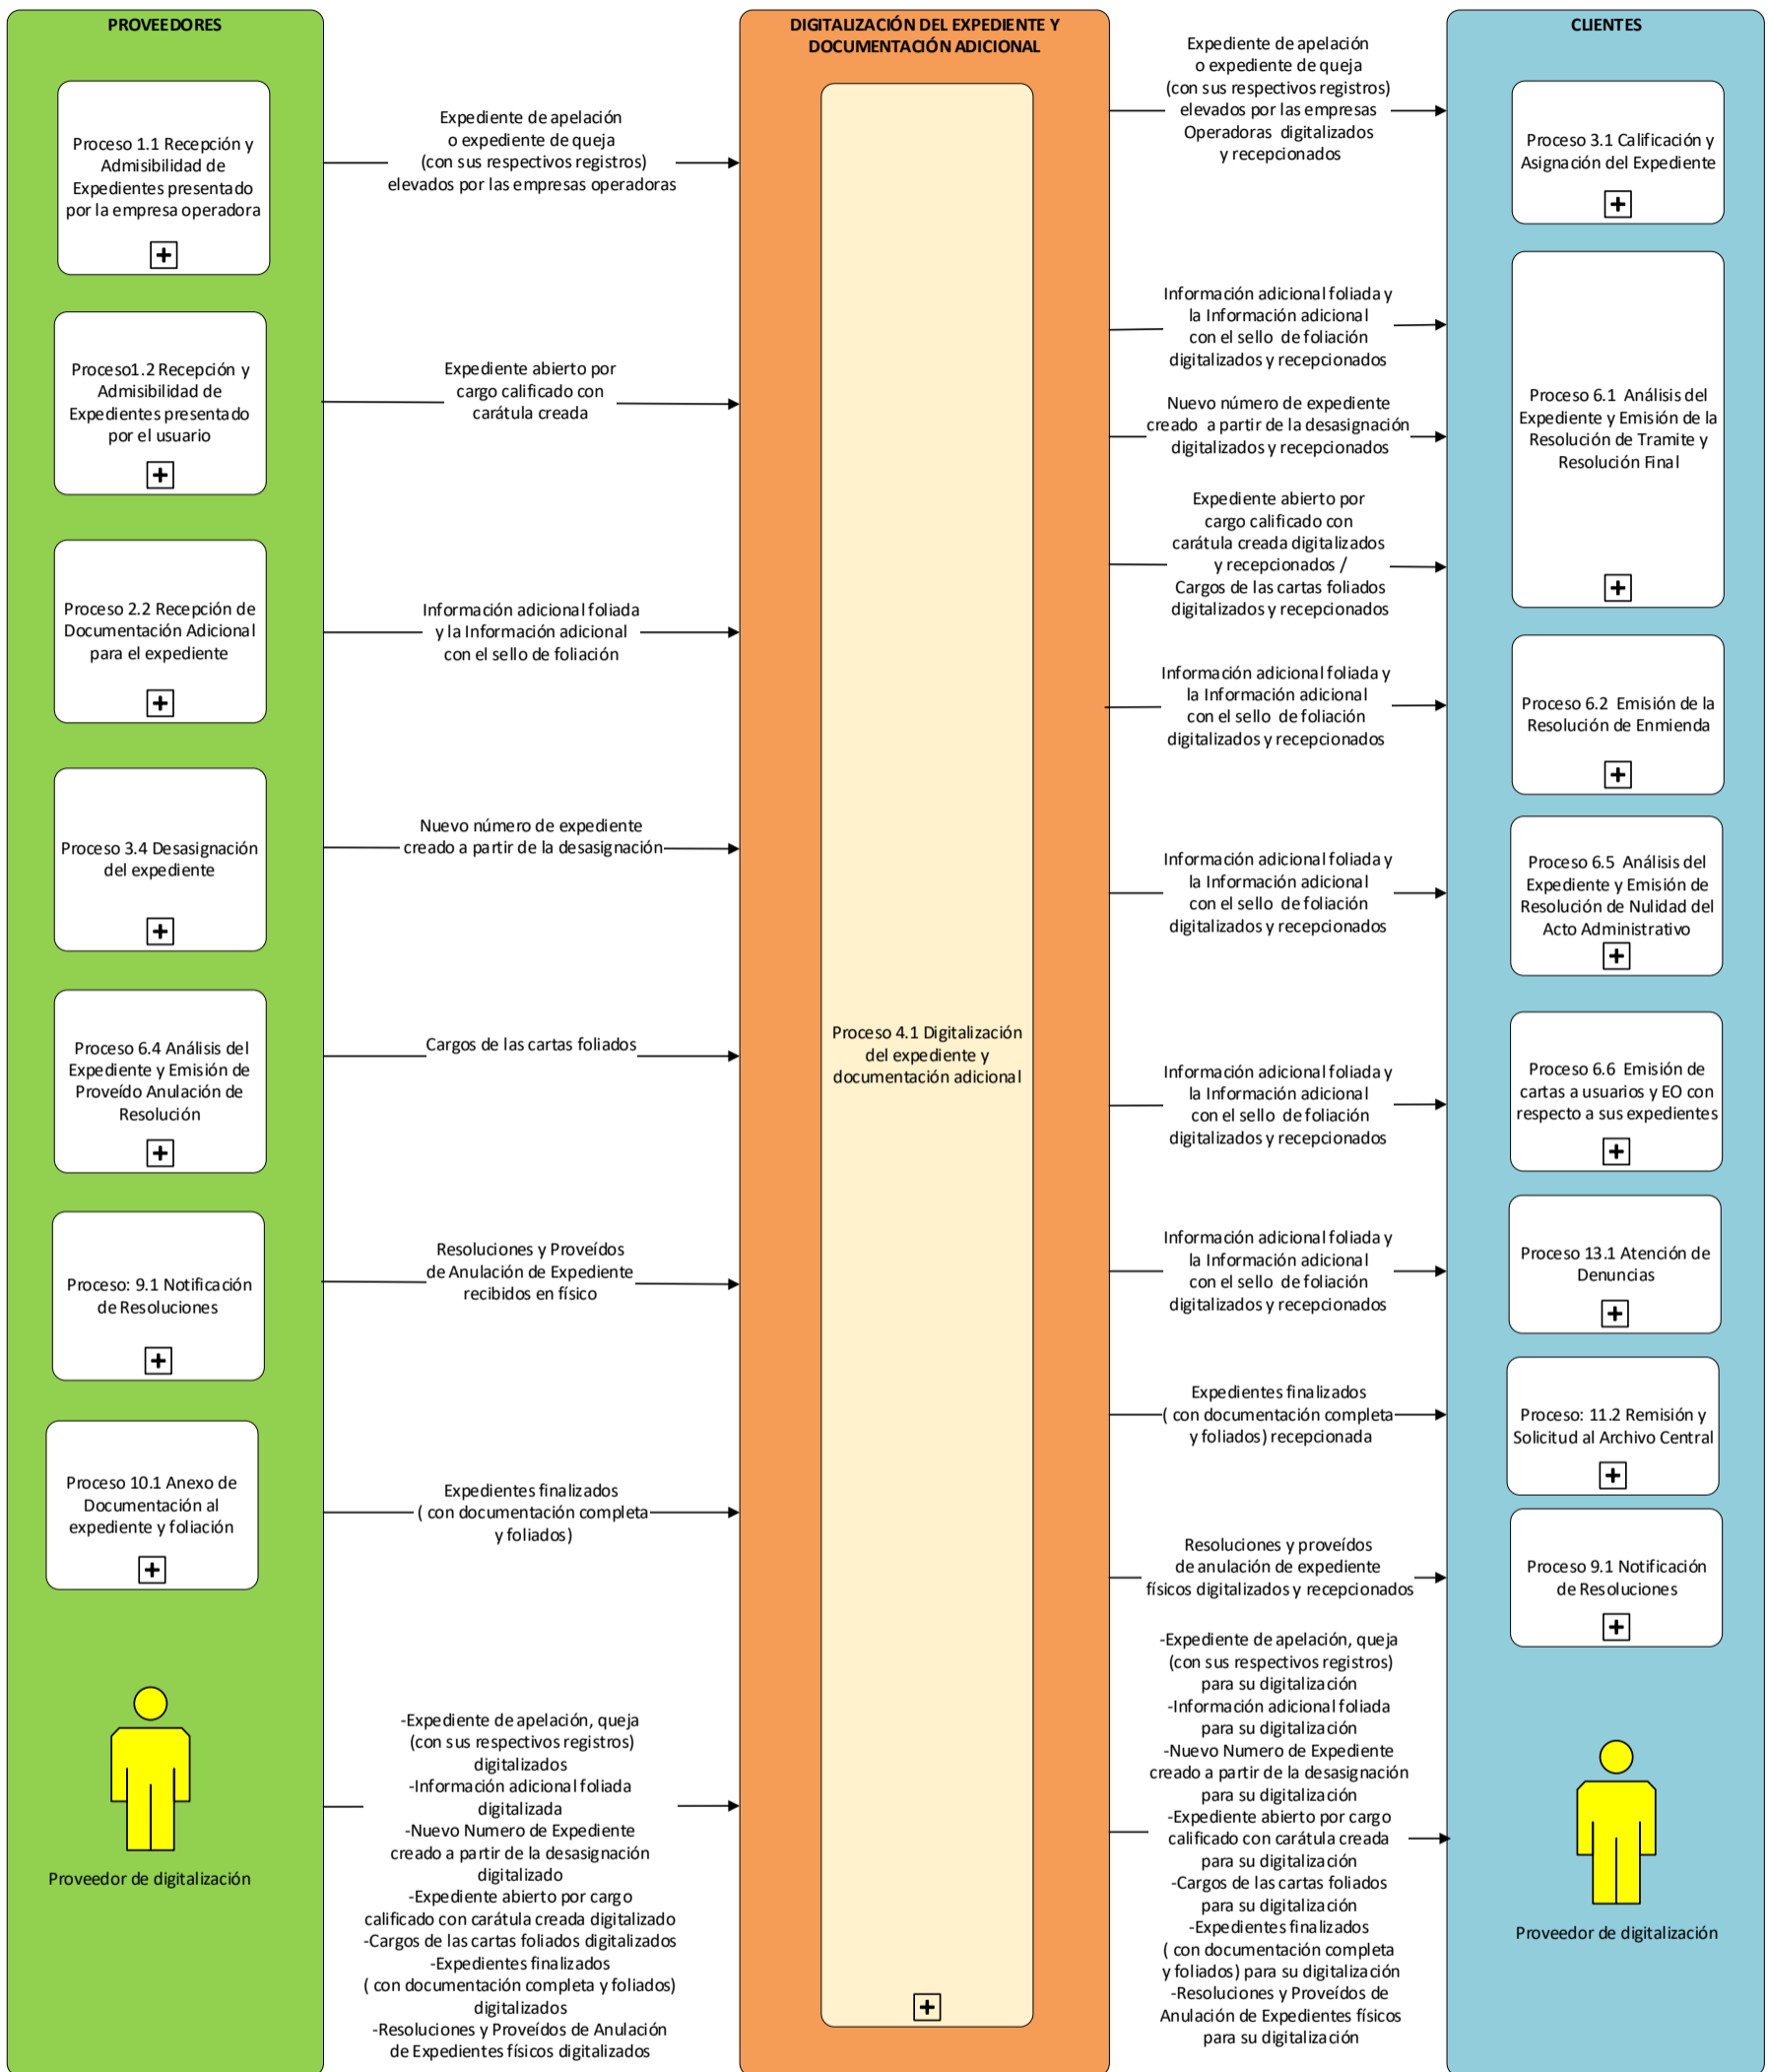 PROVEEDORES
Proceso 1.1 Recepción y
Admisibilidad de
Expedientes presentado
por la empresa operadora
Proceso1.2 Recepción y
Admisibilidad de
Expedientes presentado
por el usuario
Proceso 2.2 Recepción de
Documentación Adicional
para el expediente
Proceso 3.4 Desasignación
del expediente
Proceso 6.4 Análisis del
Expediente y Emisión de
Proveído Anulación de
Resolución
Proceso: 9.1 Notificación
de Resoluciones
Proceso 10.1 Anexo de
Documentación al
expediente y foliación
Proveedor de digitalización
Expediente de apelación
o expediente de queja
(con sus respectivos registros)
elevados por las empresas operadoras
Expediente abierto por
cargo calificado con
carátula creada
Información adicional foliada
y la Información adicional
con el sello de foliación
Nuevo número de expediente
creado a partir de la desasignación
Cargos de las cartas foliados
Resoluciones y Proveídos
de Anulación de Expediente
recibidos en físico
Expedientes finalizados
( con documentación completa
y foliados)
-Expediente de apelación, queja
(con sus respectivos registros)
digitalizados
-Información adicional foliada
digitalizada
-Nuevo Numero de Expediente
creado a partir de la desasignación
digitalizado
-Expediente abierto por cargo
calificado con carátula creada digitalizado
-Cargos de las cartas foliados digitalizados
-Expedientes finalizados
( con documentación completa y foliados)
digitalizados
-Resoluciones y Proveídos de Anulación
de Expedientes físicos digitalizados
DIGITALIZACIÓN DEL EXPEDIENTE Y
DOCUMENTACIÓN ADICIONAL
Proceso 4.1 Digitalización
del expediente y
documentación adicional
Expediente de apelación
o expediente de queja
(con sus respectivos registros)
elevados por las empresas
Operadoras digitalizados
y recepcionados
Información adicional foliada y
la Información adicional
con el sello de foliación
digitalizados y recepcionados
Nuevo número de expediente
creado a partir de la desasignación
digitalizados y recepcionados
Expediente abierto por
cargo calificado con
carátula creada digitalizados
y recepcionados /
Cargos de las cartas foliados
digitalizados y recepcionados
Información adicional foliada y
la Información adicional
con el sello de foliación
digitalizados y recepcionados
Información adicional foliada y
la Información adicional
con el sello de foliación
digitalizados y recepcionados
Información adicional foliada y
la Información adicional
con el sello de foliación
digitalizados y recepcionados
Información adicional foliada y
la Información adicional
con el sello de foliación
digitalizados y recepcionados
Expedientes finalizados
( con documentación completa
y foliados) recepcionada
Resoluciones y proveídos
de anulación de expediente
físicos digitalizados y recepcionados
-Expediente de apelación, queja
(con sus respectivos registros)
para su digitalización
-Información adicional foliada
para su digitalización
-Nuevo Numero de Expediente
creado a partir de la desasignación
para su digitalización
-Expediente abierto por cargo
calificado con carátula creada
para su digitalización
-Cargos de las cartas foliados
para su digitalización
-Expedientes finalizados
( con documentación completa
y foliados) para su digitalización
-Resoluciones y Proveídos de
Anulación de Expedientes físicos
para su digitalización
CLIENTES
Proceso 3.1 Calificación y
Asignación del Expediente
Proceso 6.1 Análisis del
Expediente y Emisión de la
Resolución de Tramite y
Resolución Final
Proceso 6.2 Emisión de la
Resolución de Enmienda
Proceso 6.5 Análisis del
Expediente y Emisión de
Resolución de Nulidad del
Acto Administrativo
Proceso 6.6 Emisión de
cartas a usuarios y EO con
respecto a sus expedientes
Proceso 13.1 Atención de
Denuncias
Proceso: 11.2 Remisión y
Solicitud al Archivo Central
Proceso 9.1 Notificación
de Resoluciones
Proveedor de digitalización